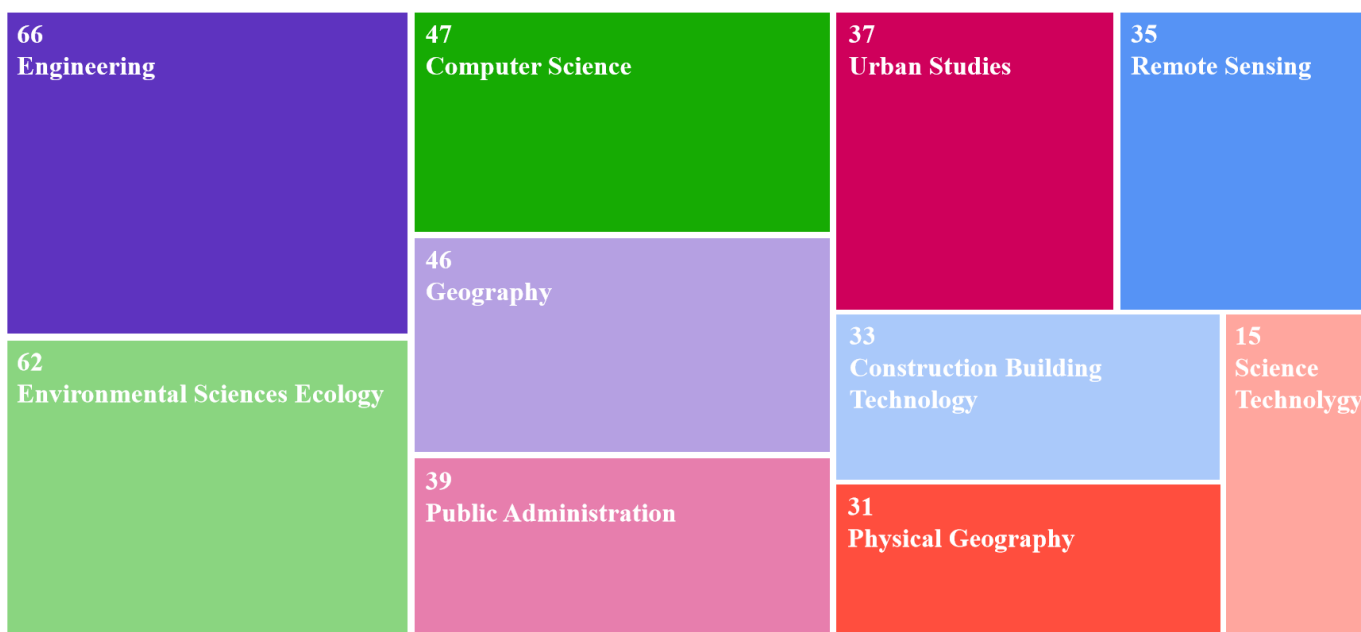 66
Engineering
47
Computer Science
37
Urban Studies
35
Remote Sensing
46
Geography
62
Environmental Sciences Ecology
33
Construction Building
Technology
15
Science
Technolygy
39
Public Administration
31
Physical Geography